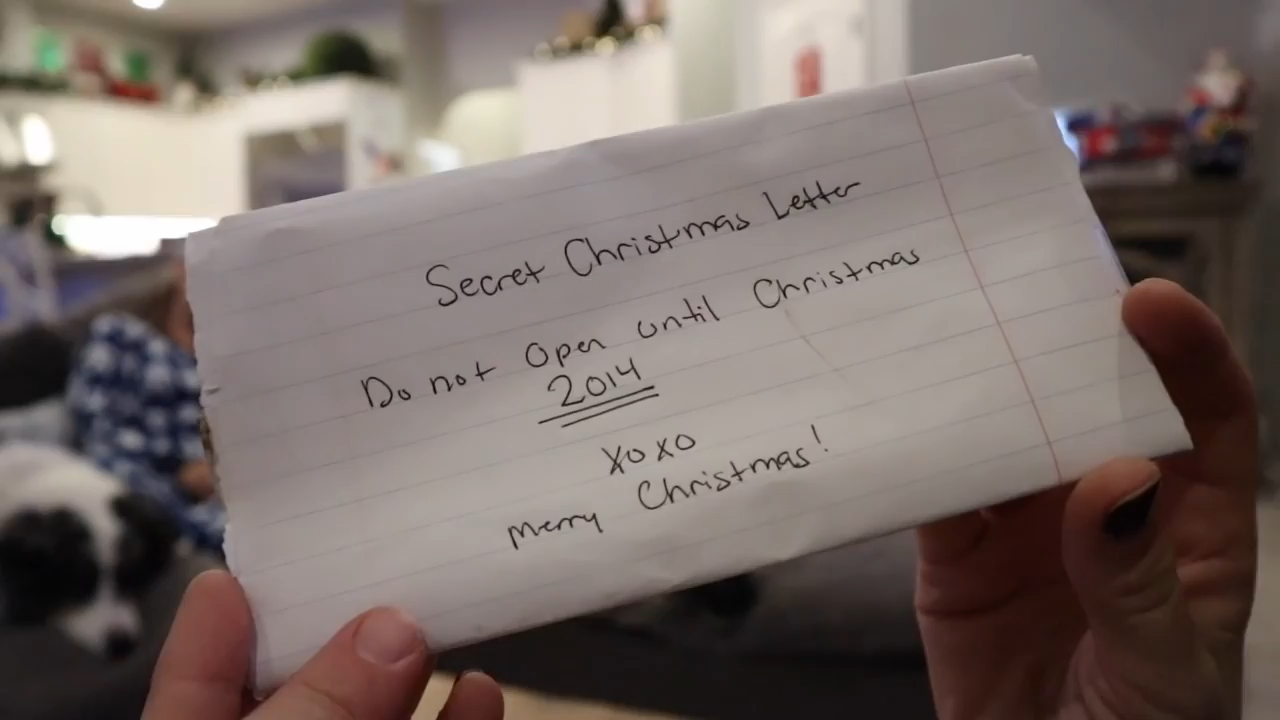 Secret Christmas Letter
Do not Open until Christmas
2014
XOXO
Merry Christmas!